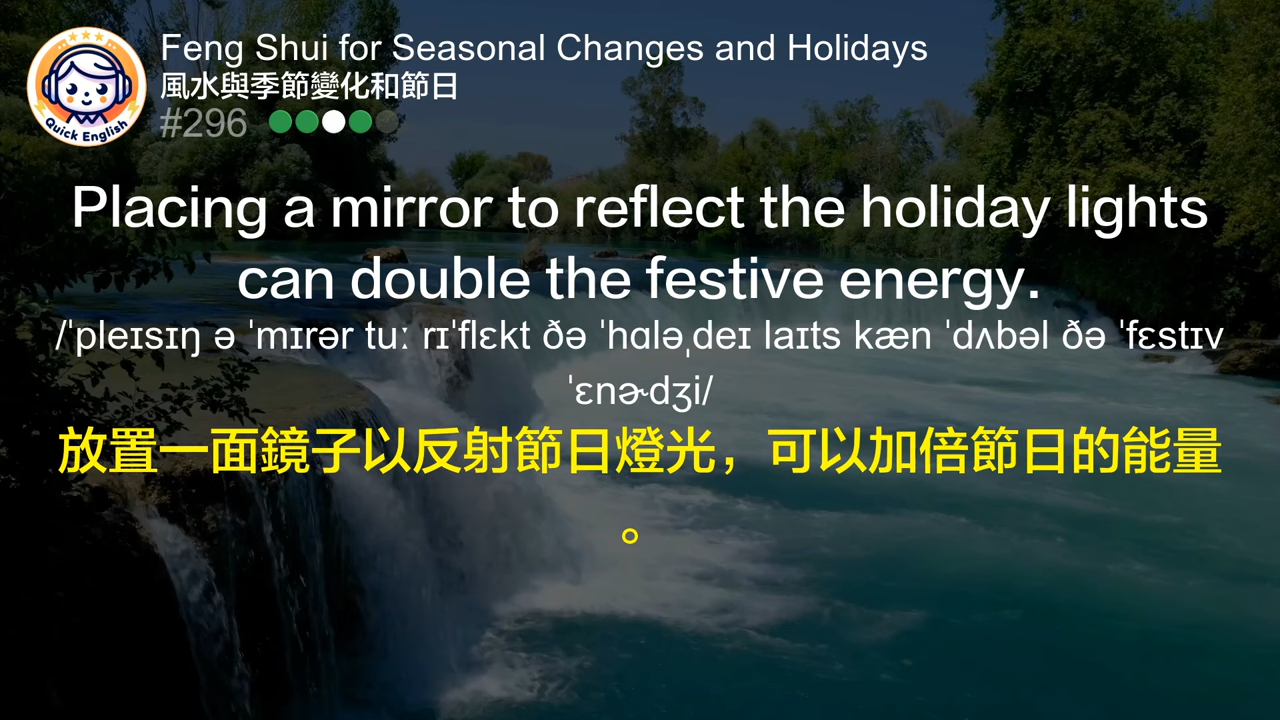 Quick English
Feng Shui for Seasonal Changes and Holidays
風水與季節變化和節日
#296
Placing a mirror to reflect the holiday lights
can double the festive energy.
/ˈpleɪsɪŋ ə ˈmɪrər tuː rɪˈflɛkt ðə ˈhɑləˌdeɪ laɪts kæn ˈdʌbəl ðə ˈfɛstɪv
ˈɛnɚdʒi/
放置一面鏡子以反射節日燈光，可以加倍節日的能量
。